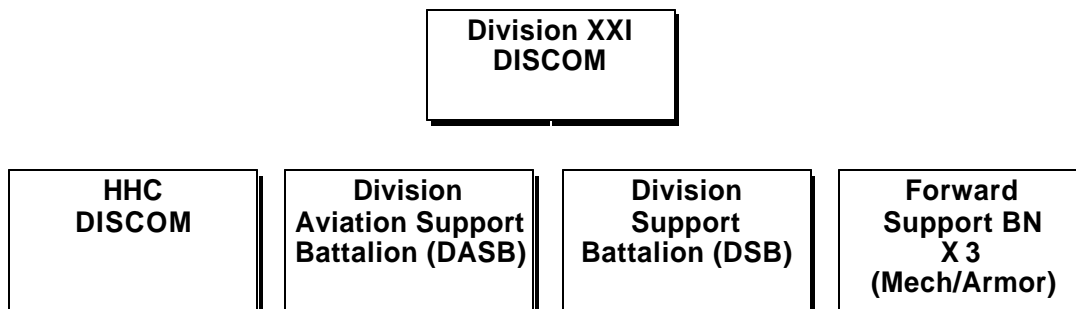 Division XXI
DISCOM
HHC
DISCOM
Division
Aviation Support
Battalion (DASB)
Division
Support
Battalion (DSB)
Forward
Support BN
X 3
(Mech/Armor)